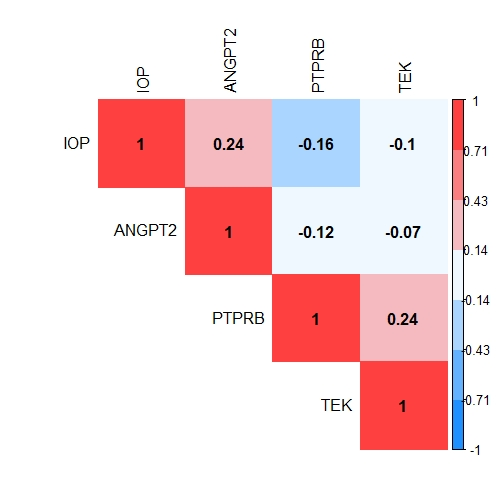 IOP ANGPT2 PTPRB TEK
IOP 1 0.24 -0.16 -0.1
ANGPT2 1 -0.12 -0.07
PTPRB 1 0.24
TEK 1
1
0.71
0.43
0.14
-0.14
-0.43
-0.71
-1